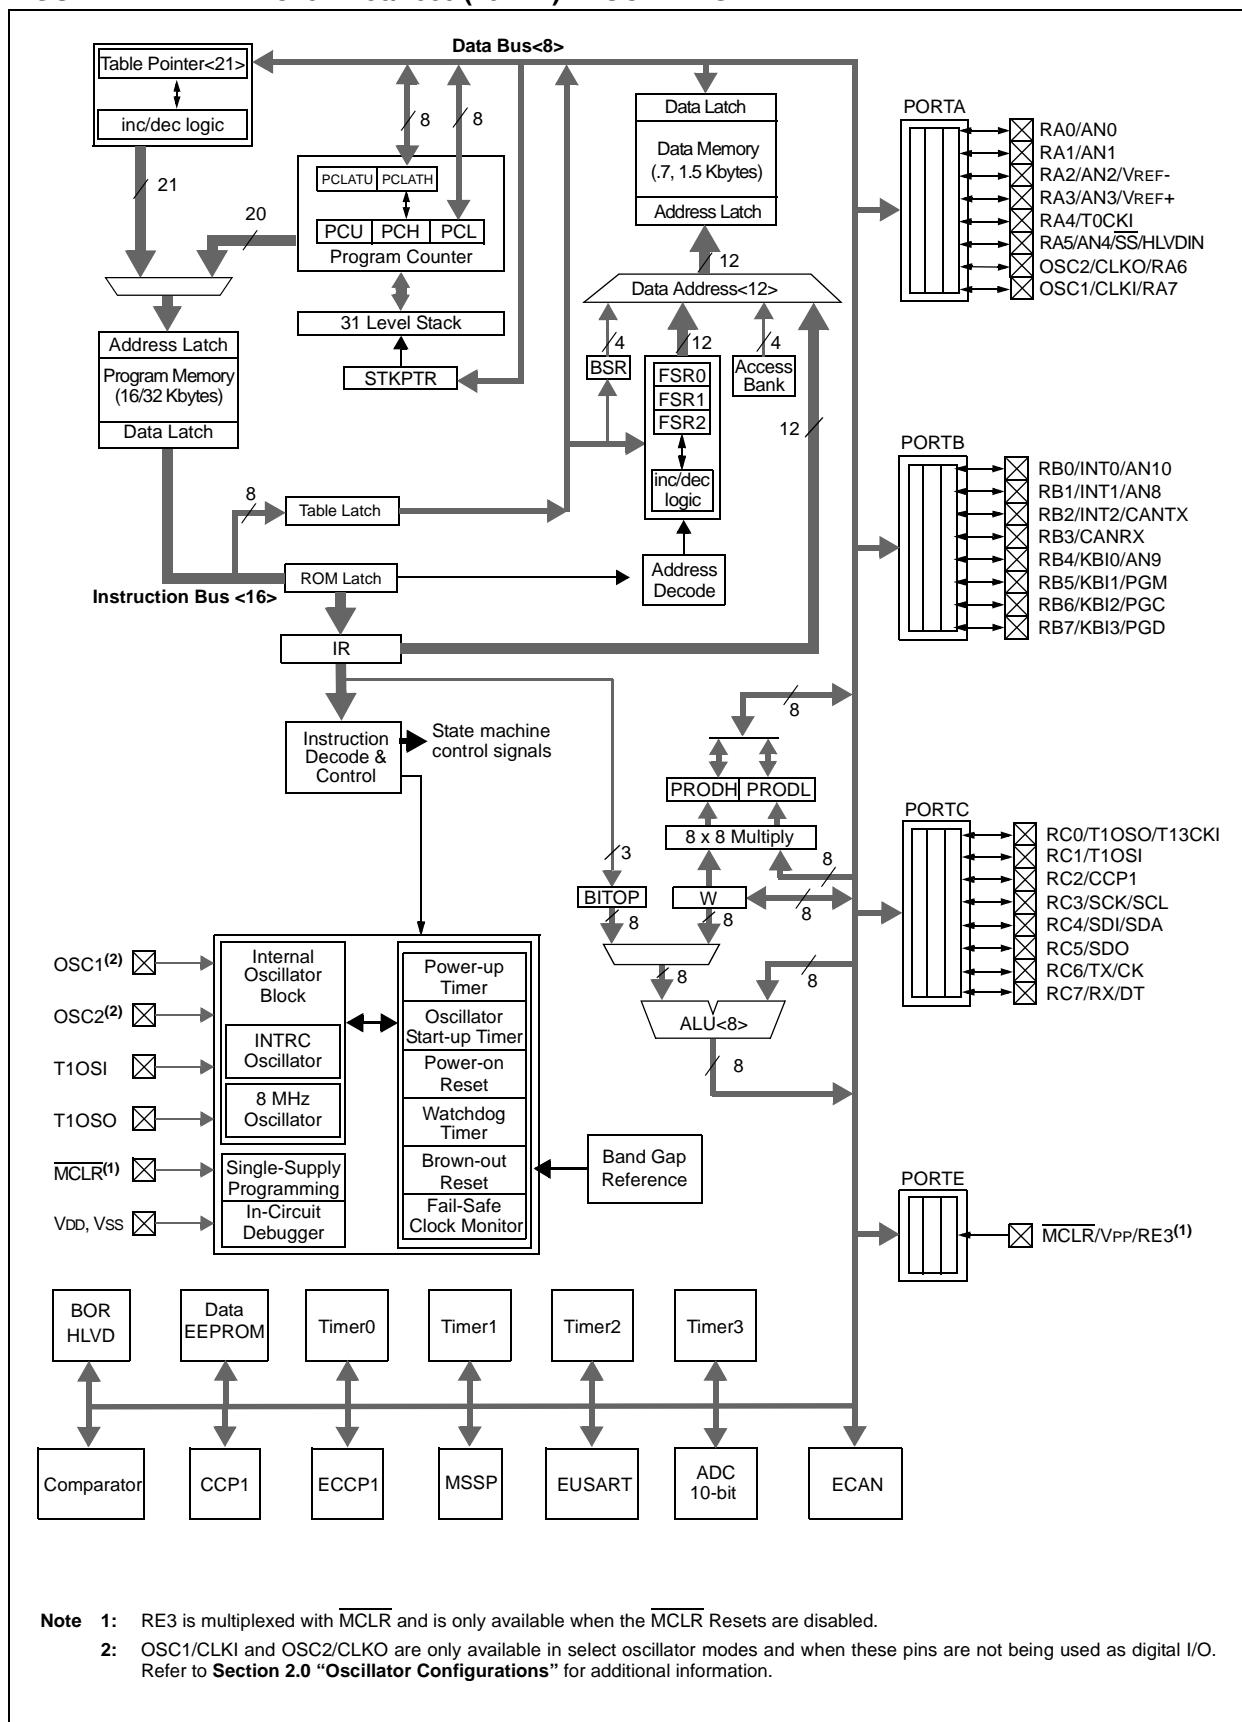 Data Bus<8>
Table Pointer<21>
inc/dec logic
21
20
8
8
PCLATU PCLATH
PCU PCH PCL
Program Counter
31 Level Stack
STKPTR
Address Latch
Program Memory
(16/32 Kbytes)
Data Latch
Data Latch
Data Memory
(.7, 1.5 Kbytes)
Address Latch
12
Data Address<12>
4
12
4
BSR
FSR0
FSR1
FSR2
inc/dec
logic
Access
Bank
12
8
Table Latch
ROM Latch
Instruction Bus <16>
IR
Address
Decode
Instruction
Decode &
Control
State machine
control signals
8
PRODH PRODL
8 x 8 Multiply
3
8
BITOP
W
8
8
8
8
8
ALU<8>
8
PORTA
RA0/AN0
RA1/AN1
RA2/AN2/VREF-
RA3/AN3/VREF+
RA4/T0CKI
RA5/AN4/SS/HLVDIN
OSC2/CLKO/RA6
OSC1/CLKI/RA7
PORTB
RB0/INT0/AN10
RB1/INT1/AN8
RB2/INT2/CANTX
RB3/CANRX
RB4/KBI0/AN9
RB5/KBI1/PGM
RB6/KBI2/PGC
RB7/KBI3/PGD
PORTC
RC0/T1OSO/T13CKI
RC1/T1OSI
RC2/CCP1
RC3/SCK/SCL
RC4/SDI/SDA
RC5/SDO
RC6/TX/CK
RC7/RX/DT
PORTE
MCLR/VPP/RE3(1)
OSC1(2)
OSC2(2)
T1OSI
T1OSO
MCLR(1)
VDD, VSS
Internal
Oscillator
Block
INTRC
Oscillator
8 MHz
Oscillator
Single-Supply
Programming
In-Circuit
Debugger
Power-up
Timer
Oscillator
Start-up Timer
Power-on
Reset
Watchdog
Timer
Brown-out
Reset
Fail-Safe
Clock Monitor
Band Gap
Reference
BOR
HLVD
Data
EEPROM
Timer0
Timer1
Timer2
Timer3
Comparator
CCP1
ECCP1
MSSP
EUSART
ADC
10-bit
ECAN
Note 1: RE3 is multiplexed with MCLR and is only available when the MCLR Resets are disabled.
2: OSC1/CLKI and OSC2/CLKO are only available in select oscillator modes and when these pins are not being used as digital I/O.
Refer to Section 2.0 “Oscillator Configurations” for additional information.